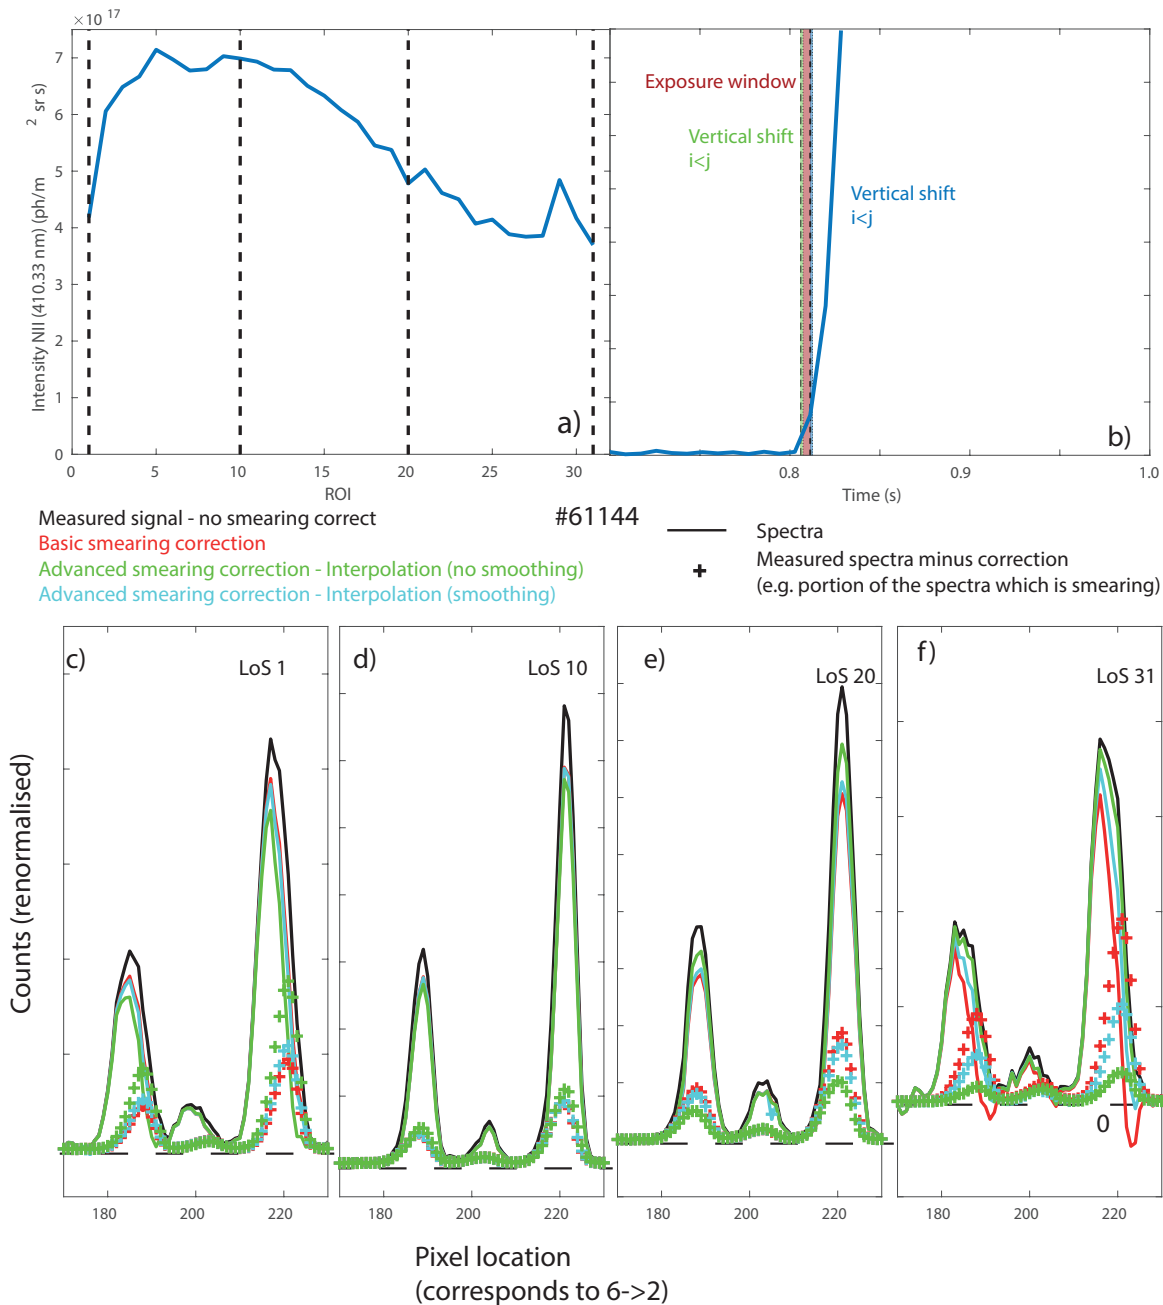 × 10 17
7
6
5
4
3
2
1
0
Intensity NII (410.33 nm) (ph/m 2 sr s)
0
5
10
15
20
25
30
ROI
a)
Exposure window
Vertical shift
i<j
Vertical shift
i<j
b)
0.8
0.9
1.0
Time (s)
Measured signal - no smearing correct
Basic smearing correction
Advanced smearing correction - Interpolation (no smoothing)
Advanced smearing correction - Interpolation (smoothing)
#61144
Spectra
Measured spectra minus correction
(e.g. portion of the spectra which is smearing)
Counts (renormalised)
c)
LoS 1
180
200
220
d)
LoS 10
180
200
220
e)
LoS 20
180
200
220
f)
LoS 31
0
180
200
220
Pixel location
(corresponds to 6->2)